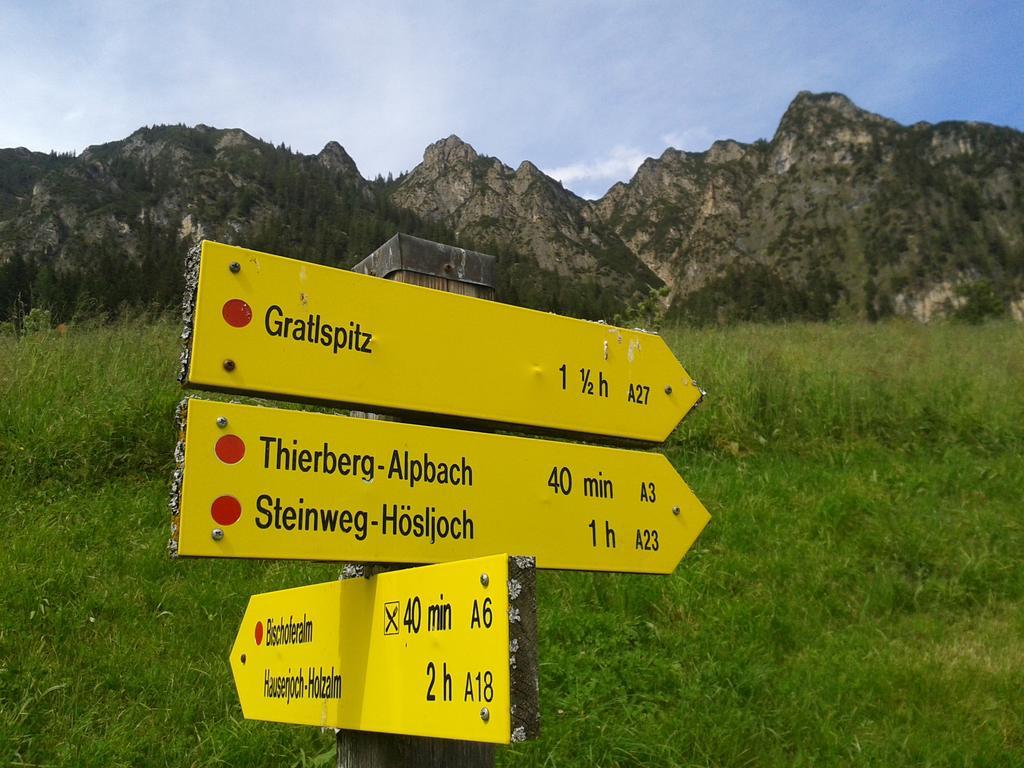 Gratlspitz 1 ½ h A27
Thierberg-Alpbach 40 min A3
Steinweg-Hösljoch 1 h A23
Bischoferalm 40 min A6
Hauserjoch-Holzalm 2 h A18